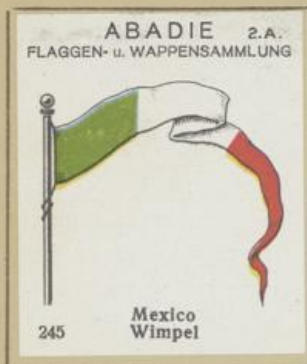 ABADIE 2.A.
FLAGGEN- u. WAPPENSAMMLUNG
Mexico
245 Wimpel